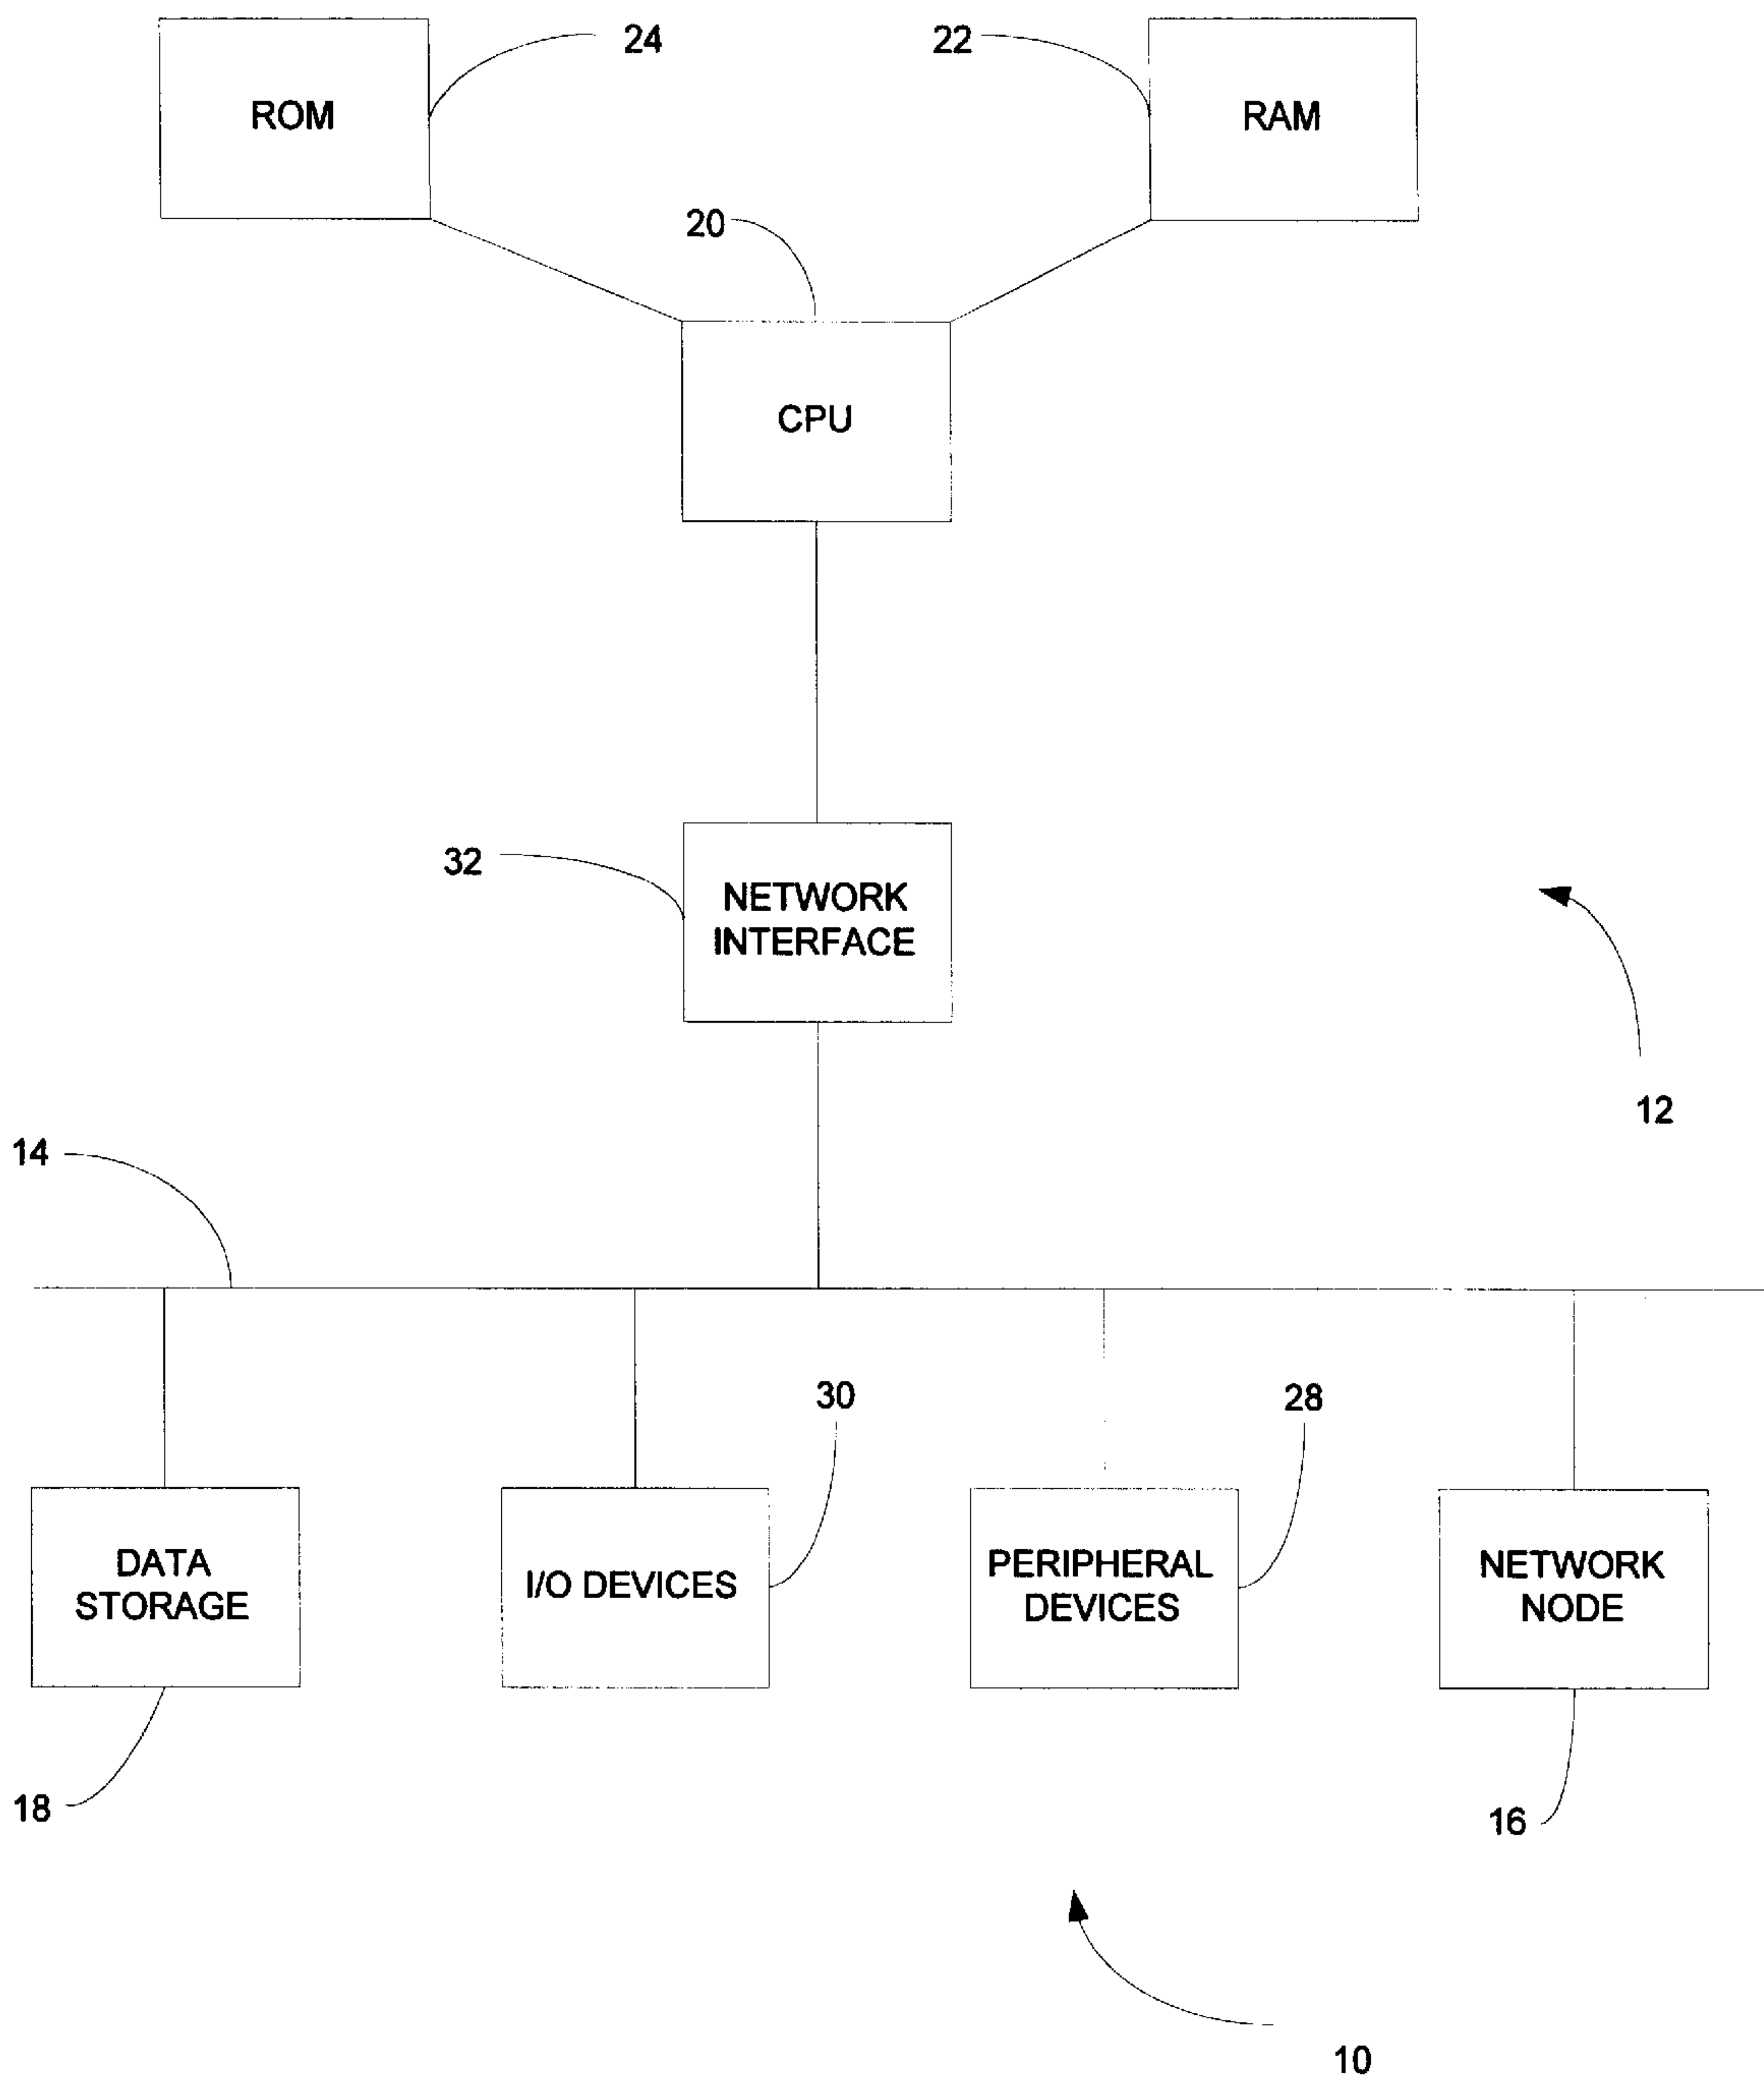 24
22
ROM
RAM
20
CPU
32
NETWORK
INTERFACE
12
14
30
28
DATA
STORAGE
I/O DEVICES
PERIPHERAL
DEVICES
NETWORK
NODE
18
16
10